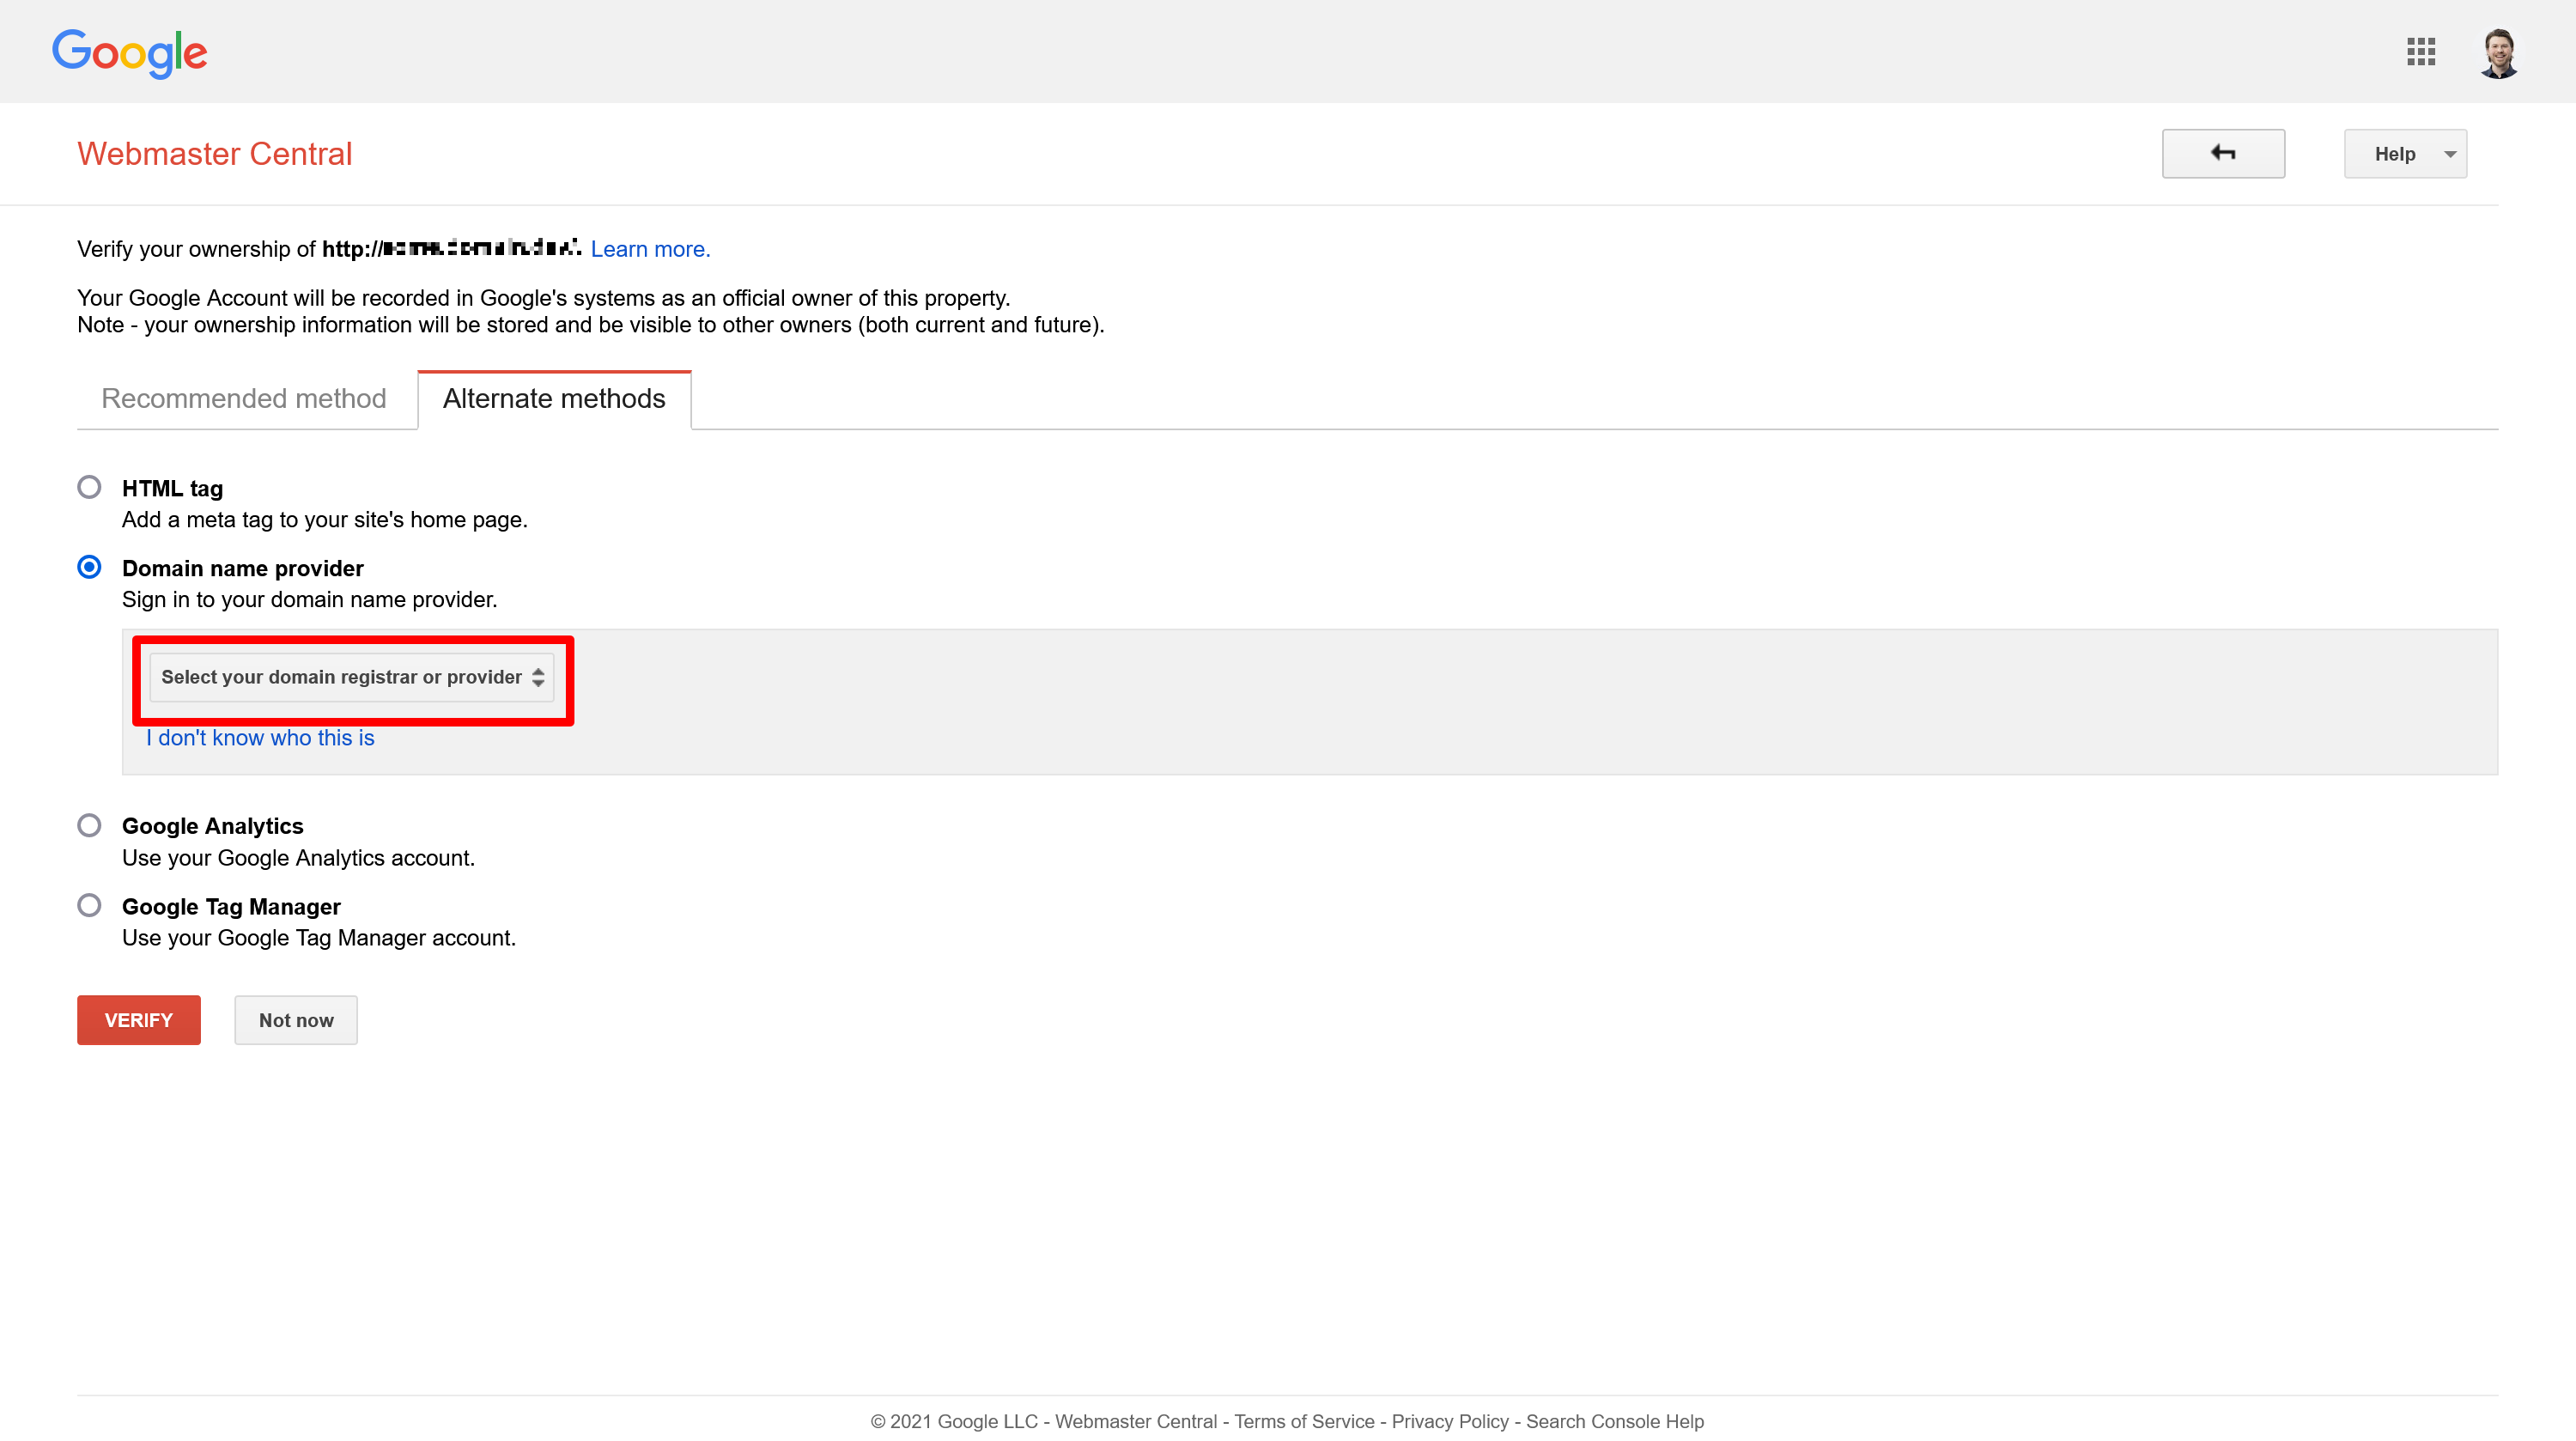 Google
Webmaster Central
Help
Verify your ownership of http:// Learn more.
Your Google Account will be recorded in Google's systems as an official owner of this property.
Note - your ownership information will be stored and be visible to other owners (both current and future).
Recommended method
Alternate methods
HTML tag
Add a meta tag to your site's home page.
Domain name provider
Sign in to your domain name provider.
Select your domain registrar or provider
I don't know who this is
Google Analytics
Use your Google Analytics account.
Google Tag Manager
Use your Google Tag Manager account.
VERIFY
Not now
© 2021 Google LLC - Webmaster Central - Terms of Service - Privacy Policy - Search Console Help